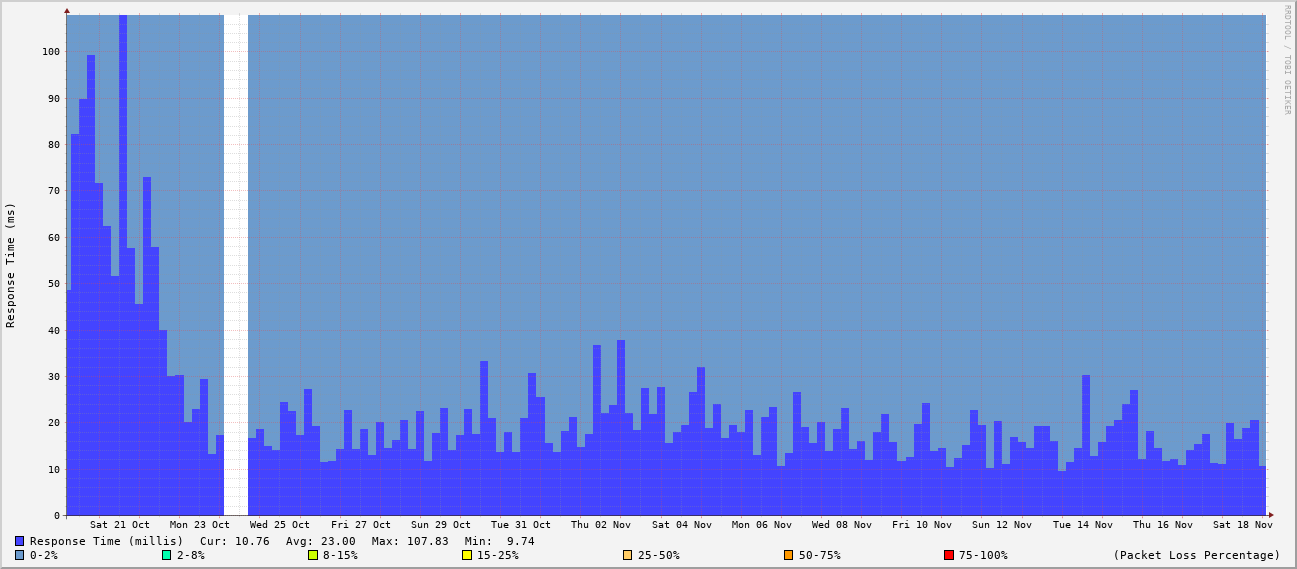 RRDTOOL / TOBI OETIKER
Response Time (ms)
100
90
80
70
60
50
40
30
20
10
0
Sat 21 Oct Mon 23 Oct Wed 25 Oct Fri 27 Oct Sun 29 Oct Tue 31 Oct Thu 02 Nov Sat 04 Nov Mon 06 Nov Wed 08 Nov Fri 10 Nov Sun 12 Nov Tue 14 Nov Thu 16 Nov Sat 18 Nov
Response Time (millis) Cur: 10.76 Avg: 23.00 Max: 107.83 Min: 9.74
0-2% 2-8% 8-15% 15-25% 25-50% 50-75% 75-100% (Packet Loss Percentage)